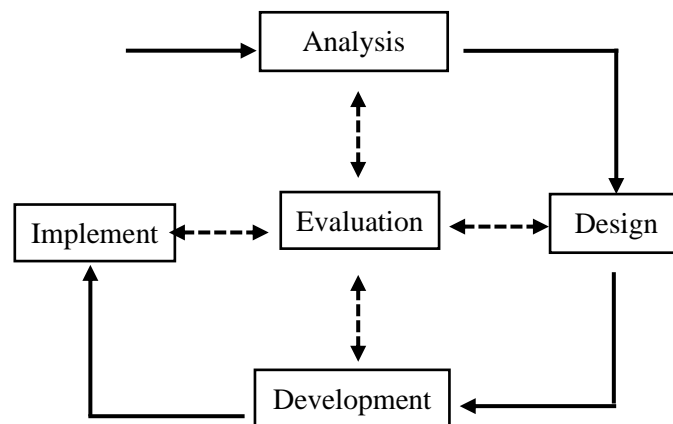 Analysis
Implement
Evaluation
Design
Development